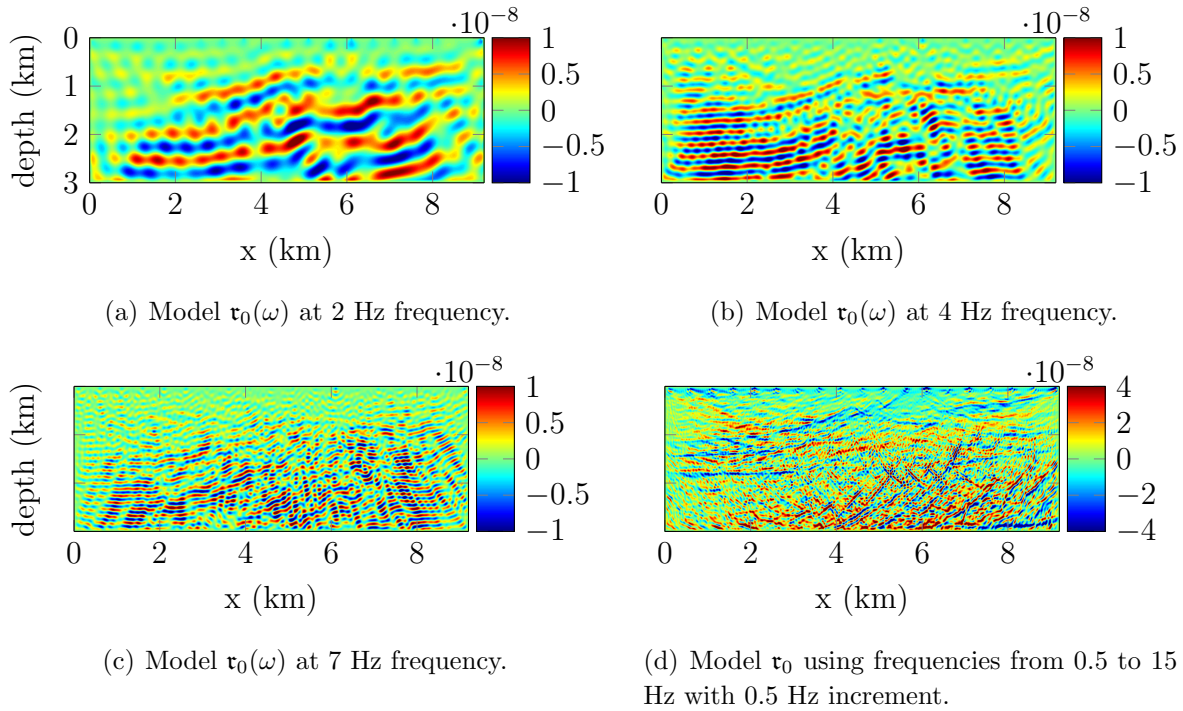 ·10⁻⁸ ·10⁻⁸
0 1 1
depth (km) 1 0.5 0.5
2 0 0
3 −0.5 −0.5
−1 −1
0 2 4 6 8 0 2 4 6 8
x (km) x (km)
(a) Model 𝔯₀(ω) at 2 Hz frequency. (b) Model 𝔯₀(ω) at 4 Hz frequency.
·10⁻⁸ ·10⁻⁸
depth (km) 1 4
0.5 2
0 0
−0.5 −2
−1 −4
0 2 4 6 8 0 2 4 6 8
x (km) x (km)
(c) Model 𝔯₀(ω) at 7 Hz frequency. (d) Model 𝔯₀ using frequencies from 0.5 to 15
Hz with 0.5 Hz increment.